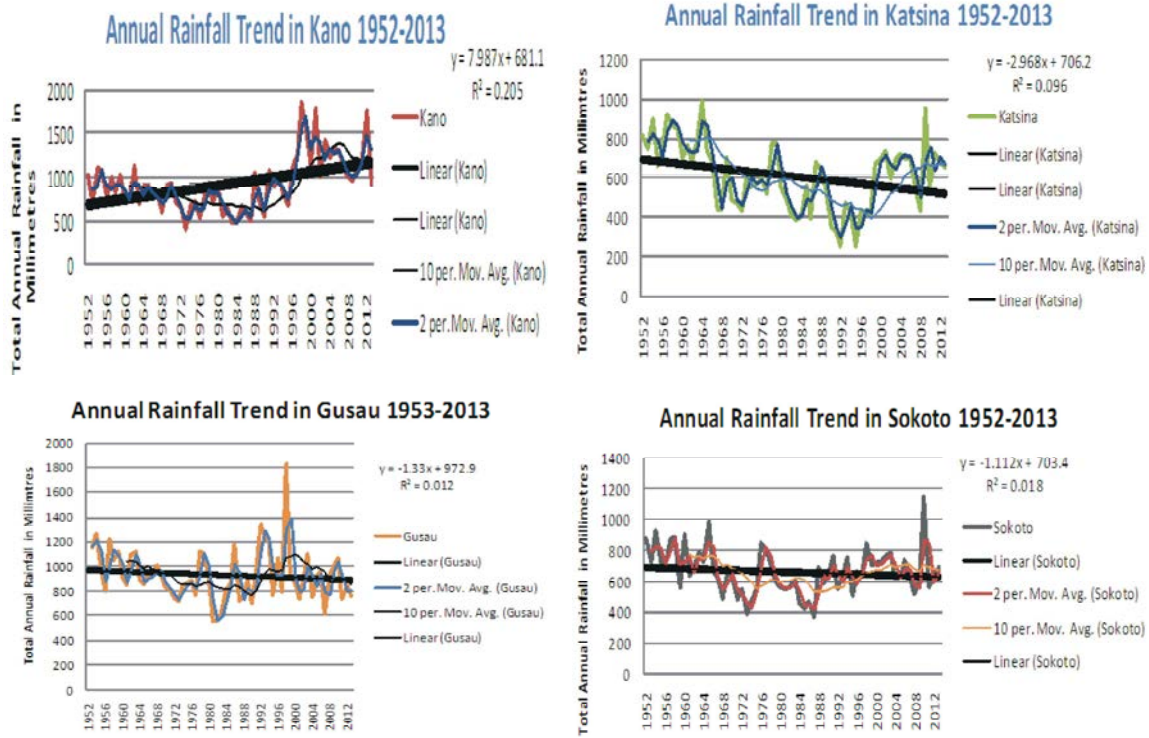 Annual Rainfall Trend in Kano 1952-2013
y = 7.987x + 681.1
R² = 0.205
Total Annual Rainfall in Millimetres
2000
1500
1000
500
0
1952
1956
1960
1964
1968
1972
1976
1980
1984
1988
1992
1996
2000
2004
2008
2012
Kano
Linear (Kano)
Linear (Kano)
10 per. Mov. Avg. (Kano)
2 per. Mov. Avg. (Kano)
Annual Rainfall Trend in Katsina 1952-2013
y = -2.968x + 706.2
R² = 0.096
Total Annual Rainfall in Millimtres
1200
1000
800
600
400
200
0
1952
1956
1960
1964
1968
1972
1976
1980
1984
1988
1992
1996
2000
2004
2008
2012
Katsina
Linear (Katsina)
Linear (Katsina)
2 per. Mov. Avg. (Katsina)
10 per. Mov. Avg. (Katsina)
Linear (Katsina)
Annual Rainfall Trend in Gusau 1953-2013
y = -1.33x + 972.9
R² = 0.012
Total Annual Rainfall in Millimtres
2000
1800
1600
1400
1200
1000
800
600
400
200
0
1952
1956
1960
1964
1968
1972
1976
1980
1984
1988
1992
1996
2000
2004
2008
2012
Gusau
Linear (Gusau)
2 per. Mov. Avg. (Gusau)
10 per. Mov. Avg. (Gusau)
Linear (Gusau)
Annual Rainfall Trend in Sokoto 1952-2013
y = -1.112x + 703.4
R² = 0.018
Total Annual Rainfall in Millimetres
1400
1200
1000
800
600
400
200
0
1952
1956
1960
1964
1968
1972
1976
1980
1984
1988
1992
1996
2000
2004
2008
2012
Sokoto
Linear (Sokoto)
2 per. Mov. Avg. (Sokoto)
10 per. Mov. Avg. (Sokoto)
Linear (Sokoto)